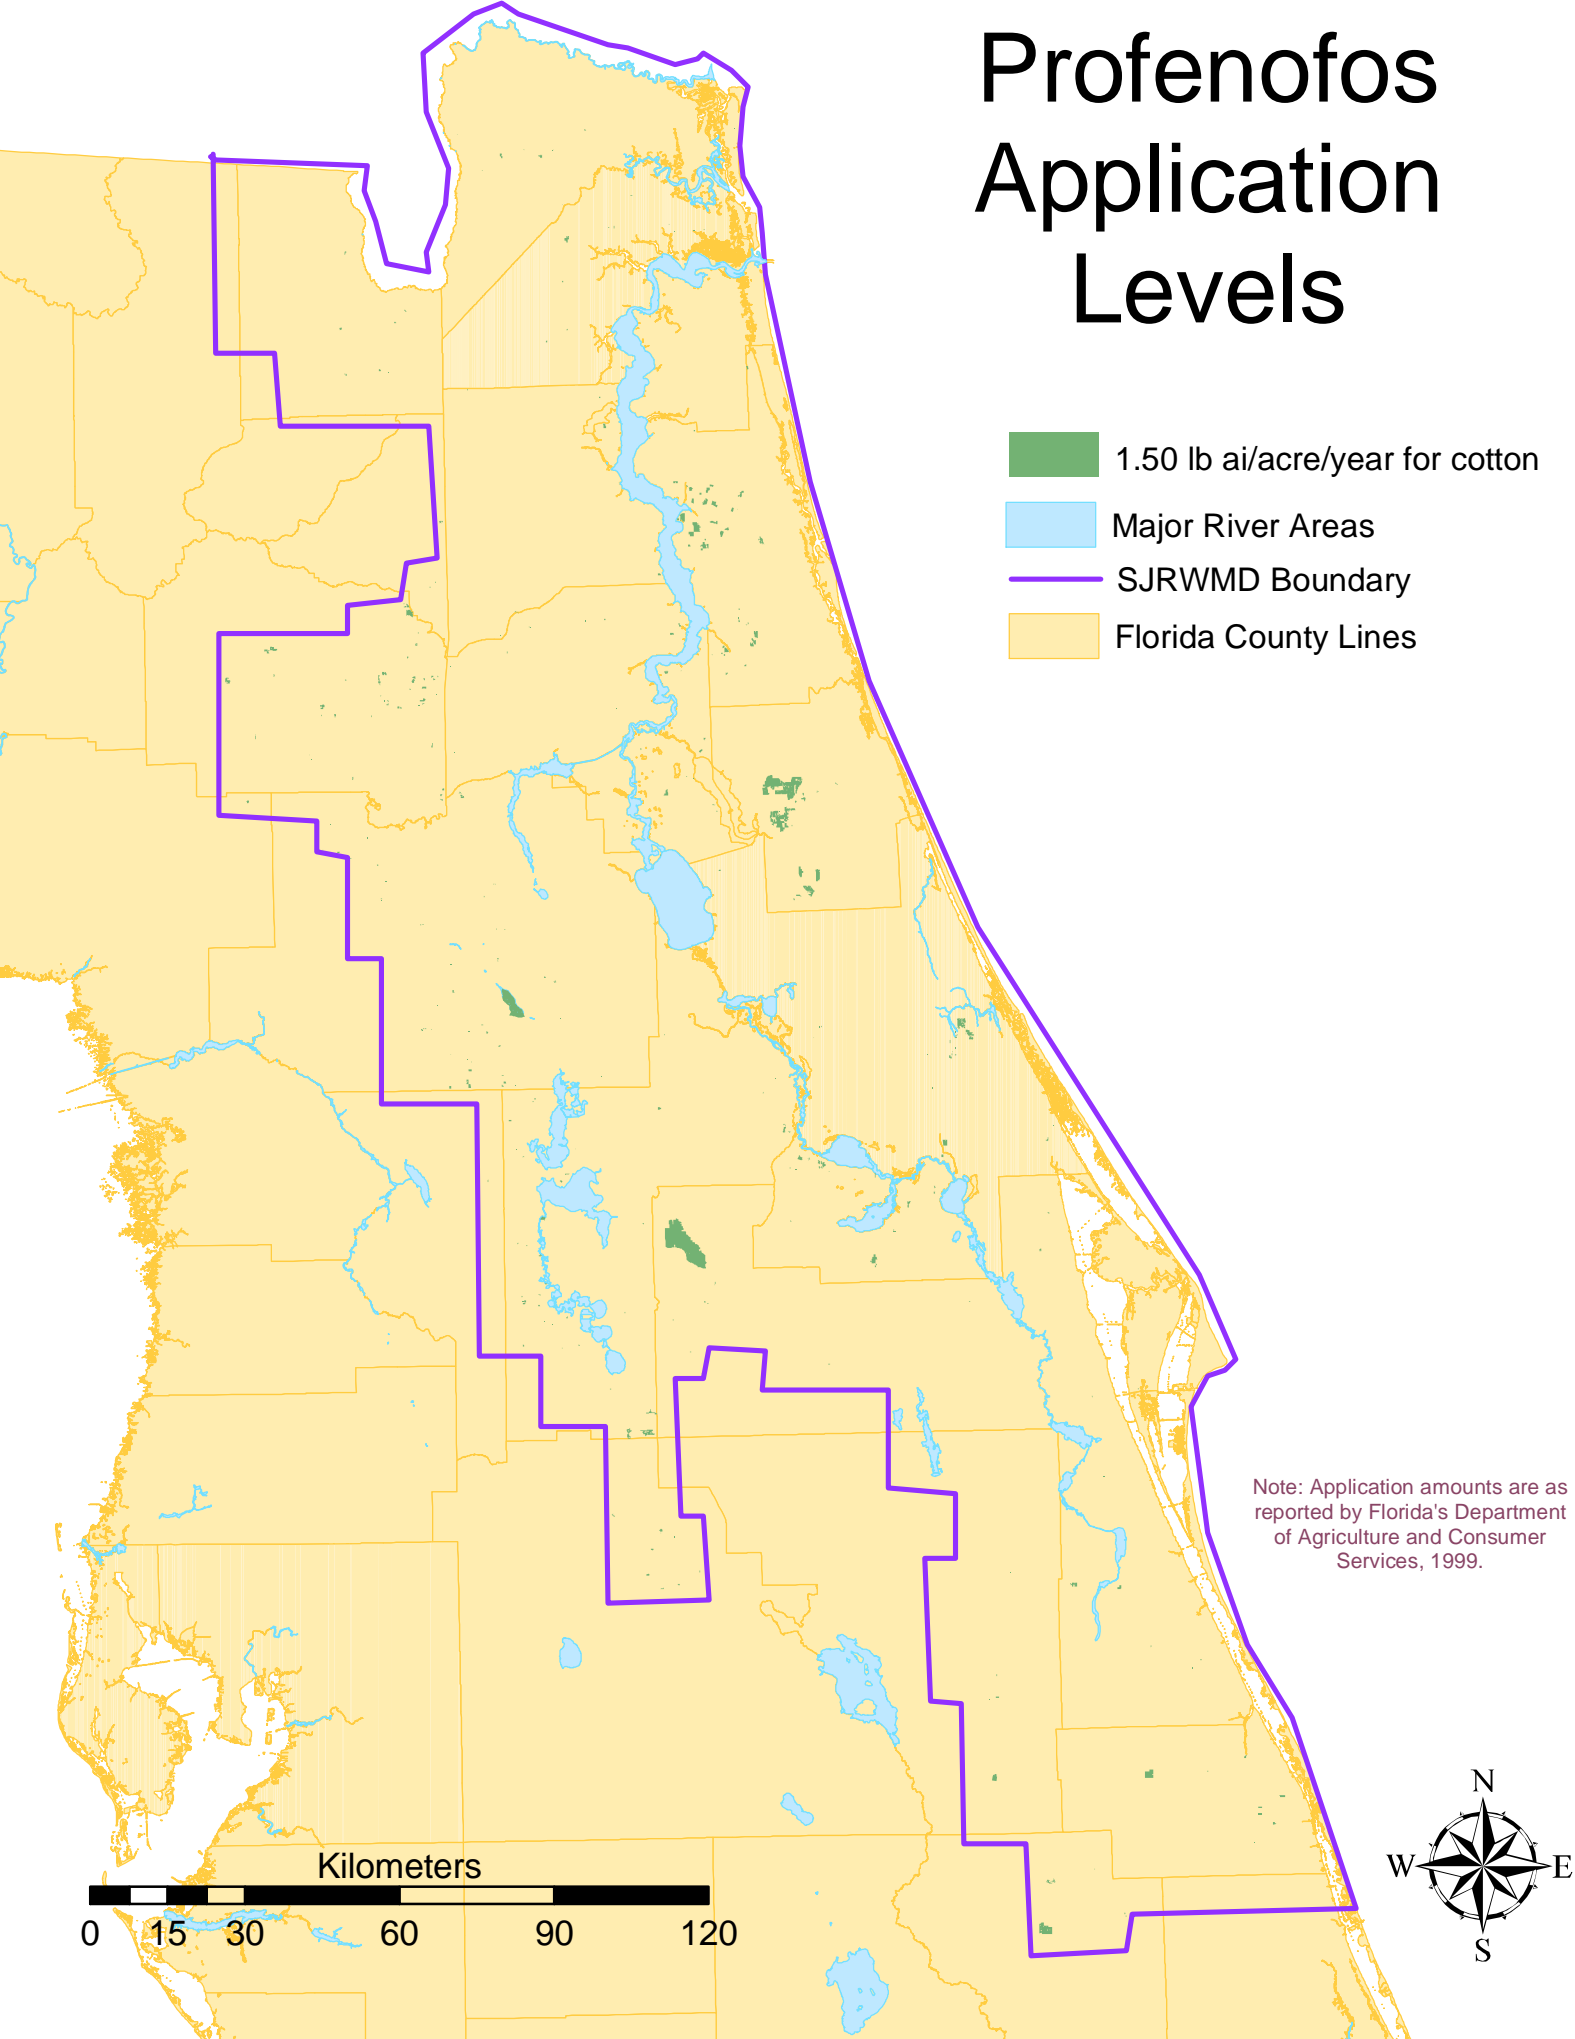 Profenofos
Application
Levels
1.50 lb ai/acre/year for cotton
Major River Areas
SJRWMD Boundary
Florida County Lines
Note: Application amounts are as
reported by Florida's Department
of Agriculture and Consumer
Services, 1999.
N
W E
S
Kilometers
0 15 30 60 90 120